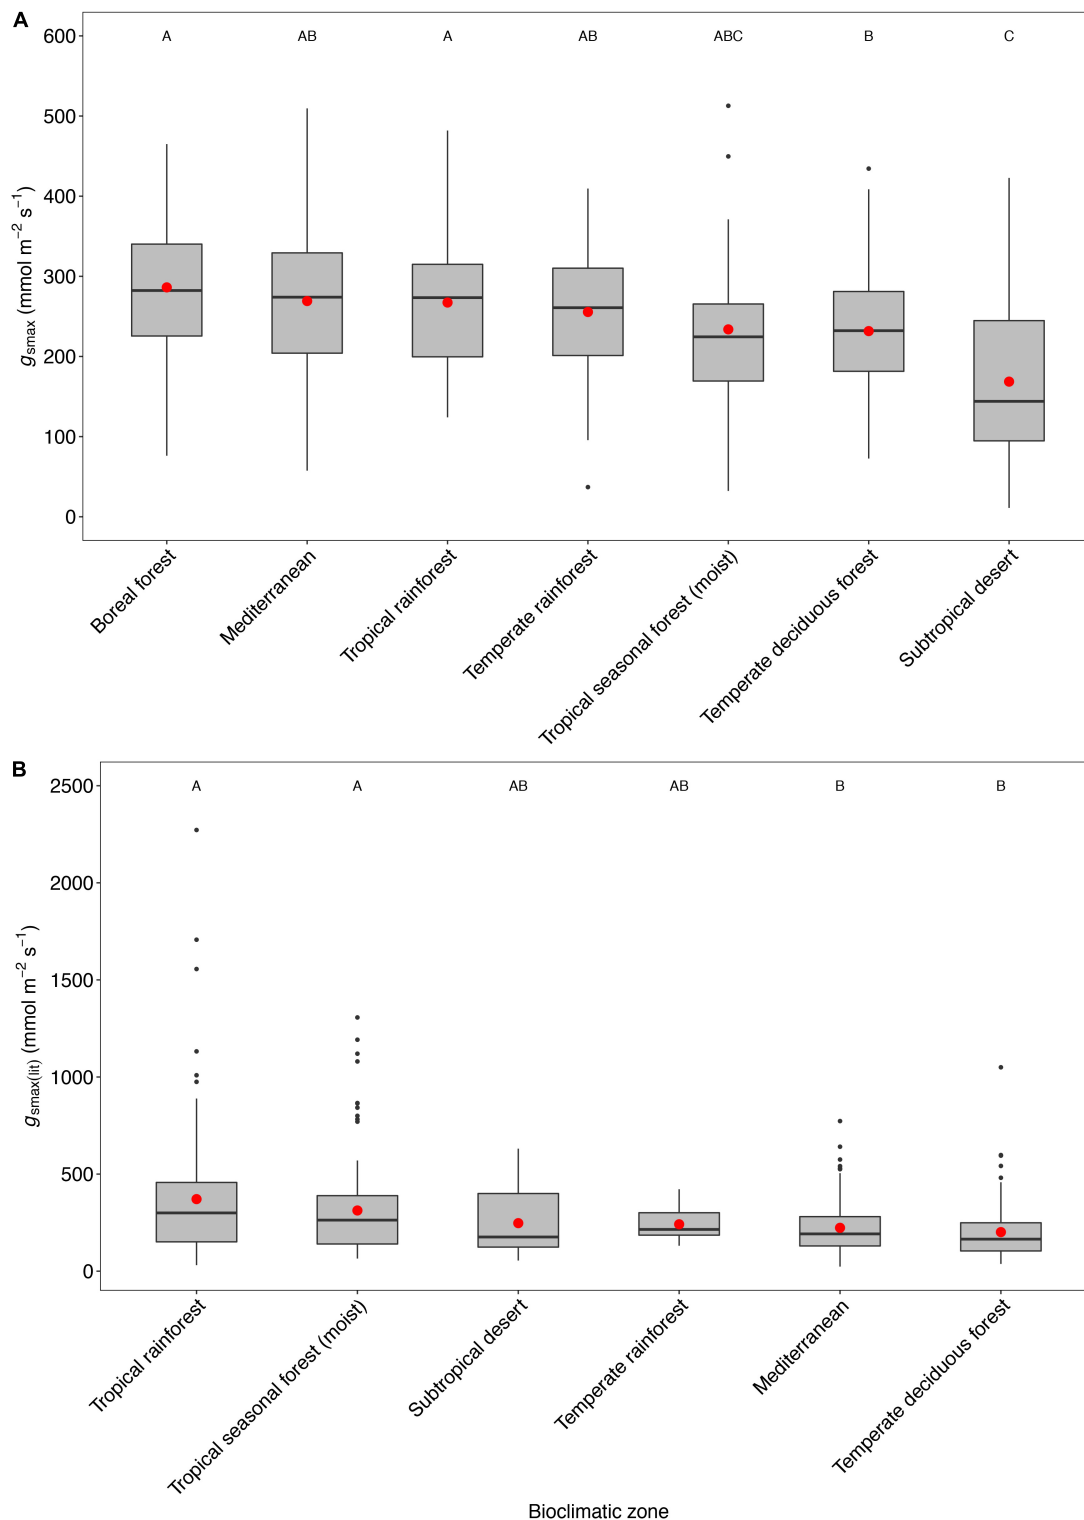 A
A AB A AB ABC B C
600
500
400
300
200
100
0
gsmax (mmol m−2 s−1)
Boreal forest
Mediterranean
Tropical rainforest
Temperate rainforest
Tropical seasonal forest (moist)
Temperate deciduous forest
Subtropical desert
B
A A AB AB B B
2500
2000
1500
1000
500
0
gsmax(lit) (mmol m−2 s−1)
Tropical rainforest
Tropical seasonal forest (moist)
Subtropical desert
Temperate rainforest
Mediterranean
Temperate deciduous forest
Bioclimatic zone